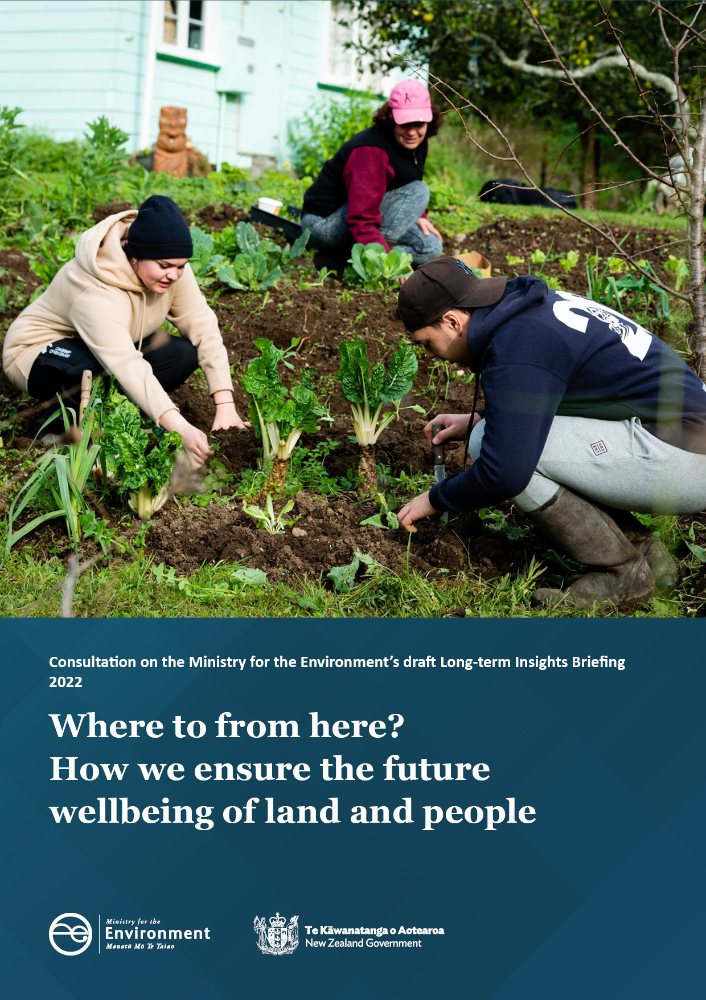 Consultation on the Ministry for the Environment’s draft Long-term Insights Briefing
2022
Where to from here?
How we ensure the future
wellbeing of land and people
Ministry for the
Environment
Manatū Mō Te Taiao
Te Kāwanatanga o Aotearoa
New Zealand Government
ABS
ENT